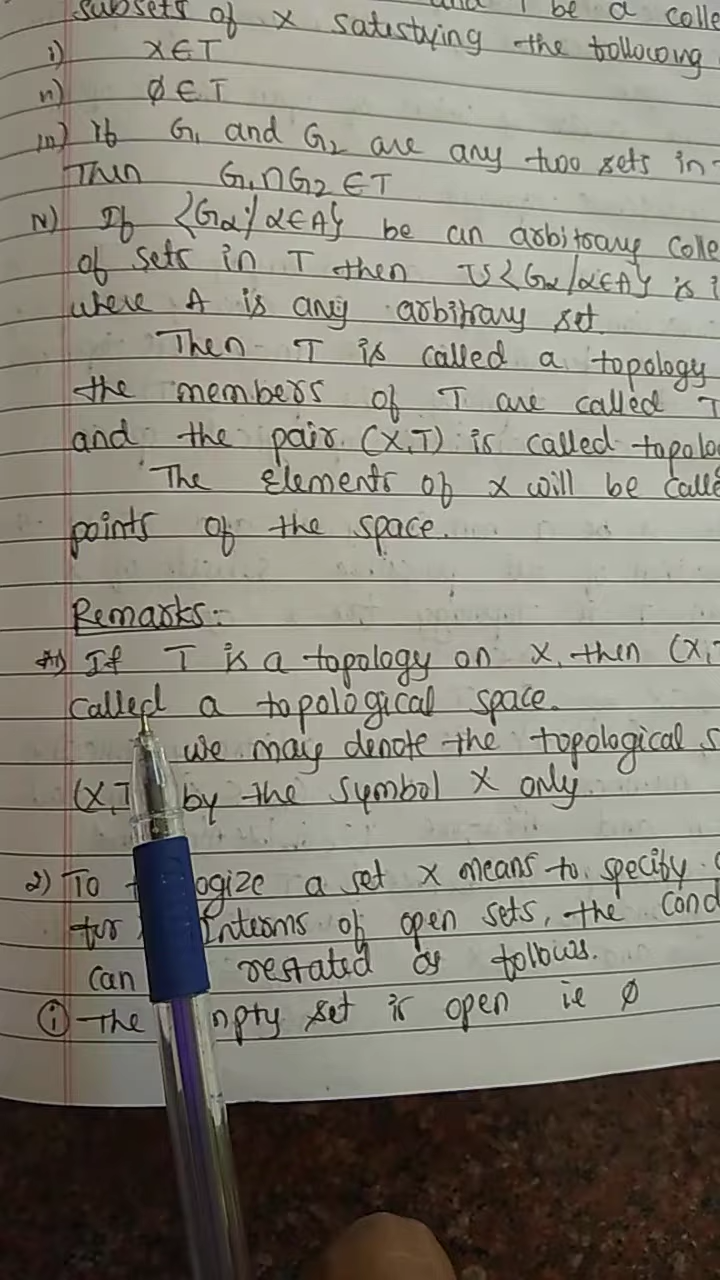 subsets of X satisfying the following
i) X∈T
ii) ∅∈T
iii) If G₁ and G₂ are any two sets in
Then G₁∩G₂∈T
iv) If {Gα/α∈A} be an arbitrary colle
of sets in T then ∪{Gα/α∈A} is i
where A is any arbitrary set
Then T is called a topology
the members of T are called T
and the pair (X,T) is called topolo
The Elements of X will be calle
points of the space.
Remarks:-
If T is a topology on X, then (X,
called a topological space.
we may denote the topological s
(X,T by the symbol X only.
2) To ologize a set X means to specify
for Interms of open sets, the cond
can restated as follows.
i The mpty set is open ie ∅